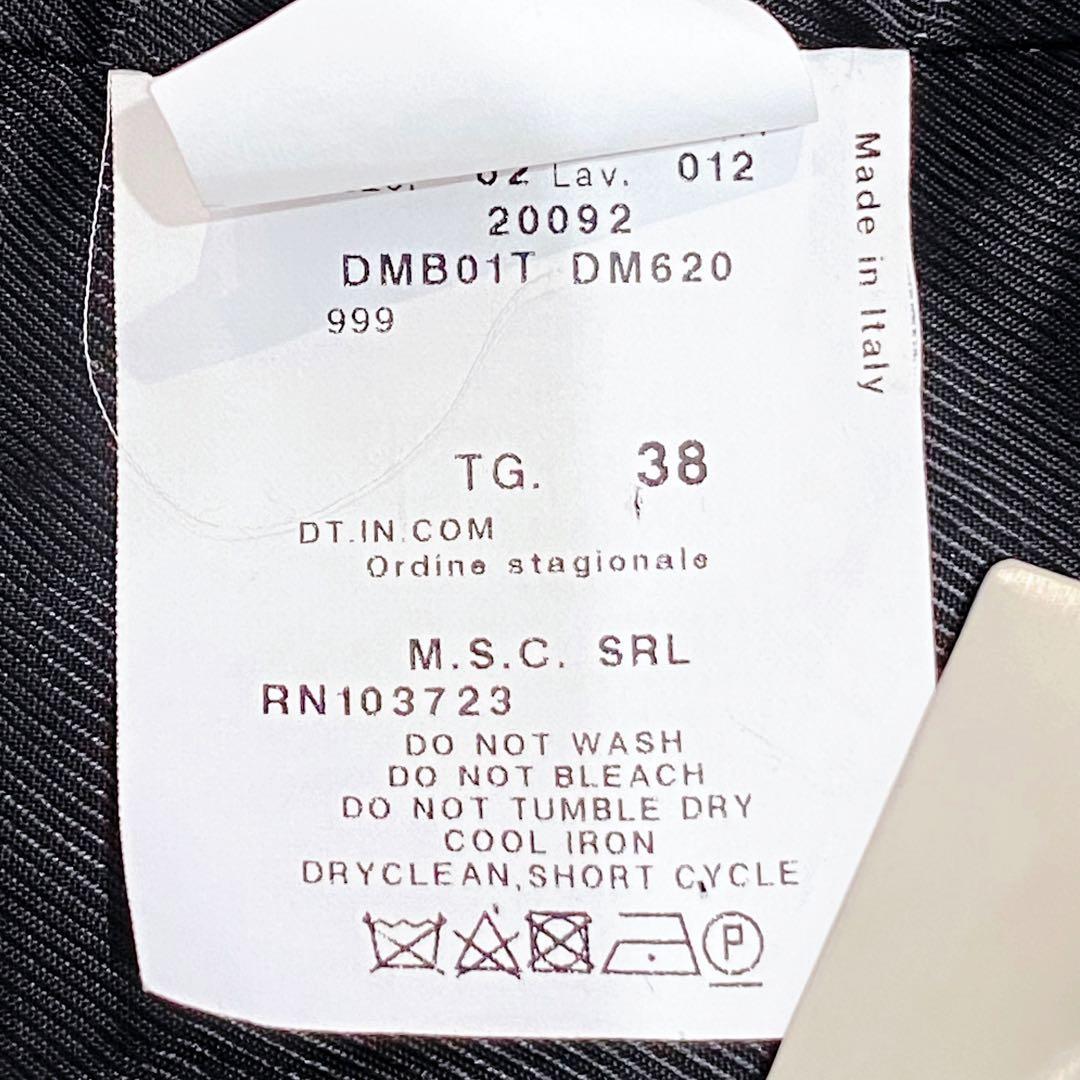 02 Lav. 012
20092
DMB01T DM620
999
TG. 38
DT.IN.COM
Ordine stagionale
M.S.C. SRL
RN103723
DO NOT WASH
DO NOT BLEACH
DO NOT TUMBLE DRY
COOL IRON
DRYCLEAN,SHORT CYCLE
P
Made in Italy